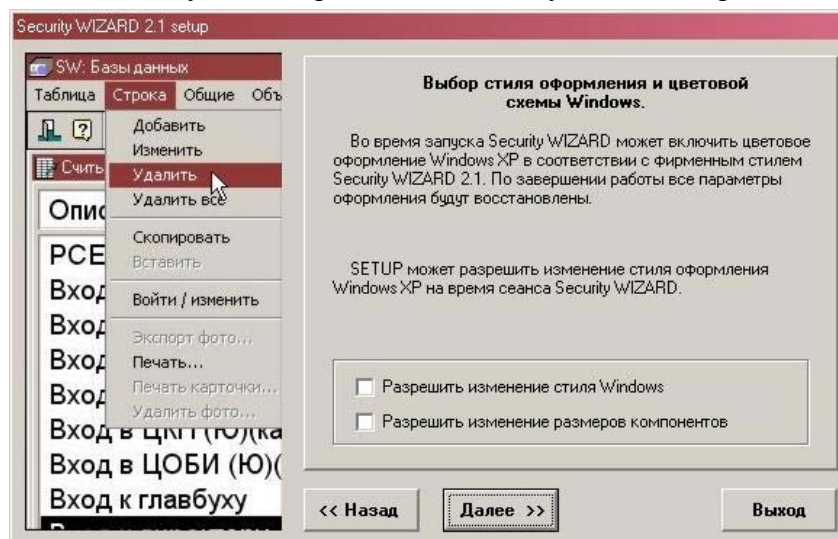 Security WIZARD 2.1 setup
SW: Базы данных
Таблица Строка Общие Объ
Добавить
Изменить
Считы
Удалить
Удалить все
Опис
Скопировать
РСЕ
Вставить
Вход
Войти / изменить
Вход
Экспорт фото...
Вход
Печать...
Вход
Печать карточки...
Удалить фото...
Вход в ЦКП (Ю)(ка
Вход в ЦОБИ (Ю)(
Вход к главбуху
Выбор стиля оформления и цветовой
схемы Windows.
Во время запуска Security WIZARD может включить цветовое
оформление Windows XP в соответствии с фирменным стилем
Security WIZARD 2.1. По завершении работы все параметры
оформления будут восстановлены.
SETUP может разрешить изменение стиля оформления
Windows XP на время сеанса Security WIZARD.
Разрешить изменение стиля Windows
Разрешить изменение размеров компонентов
<< Назад Далее >> Выход